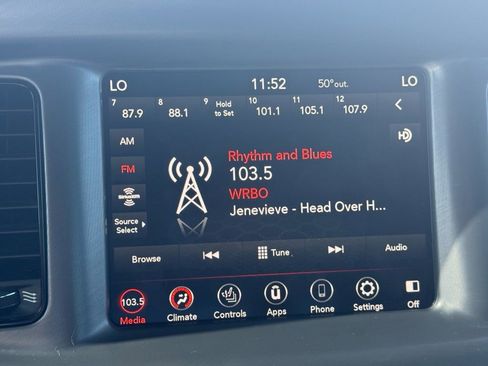 LO 11:52 50°out. LO
7 87.9 8 88.1 9 Hold to Set 10 101.1 11 105.1 12 107.9
AM
HD
Rhythm and Blues
FM
103.5
WRBO
SiriusXM
Jenevieve - Head Over H...
Source
Select
Browse Tune Audio
103.5
Media Climate Controls Apps Phone Settings Off